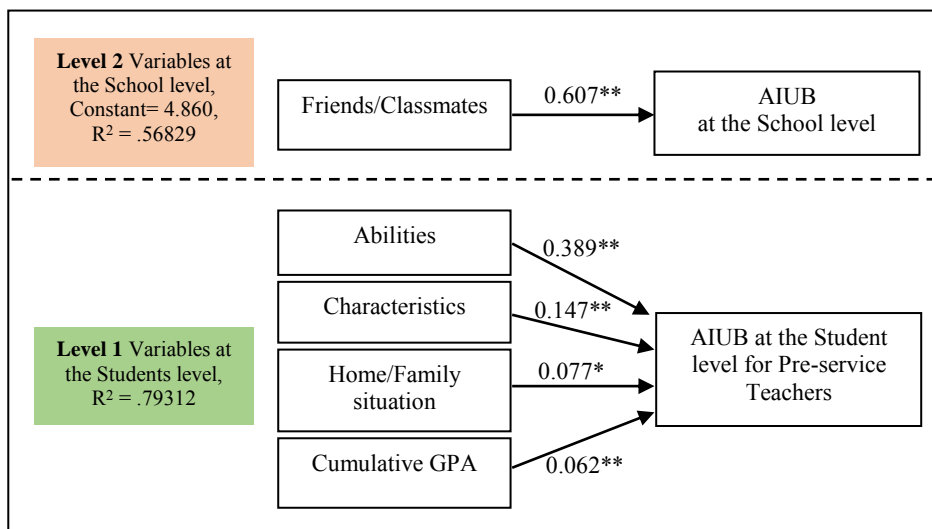 Level 2 Variables at
the School level,
Constant= 4.860,
R² = .56829
Friends/Classmates
0.607**
AIUB
at the School level
Abilities
0.389**
Characteristics
0.147**
Level 1 Variables at
the Students level,
R² = .79312
Home/Family
situation
0.077*
AIUB at the Student
level for Pre-service
Teachers
Cumulative GPA
0.062**